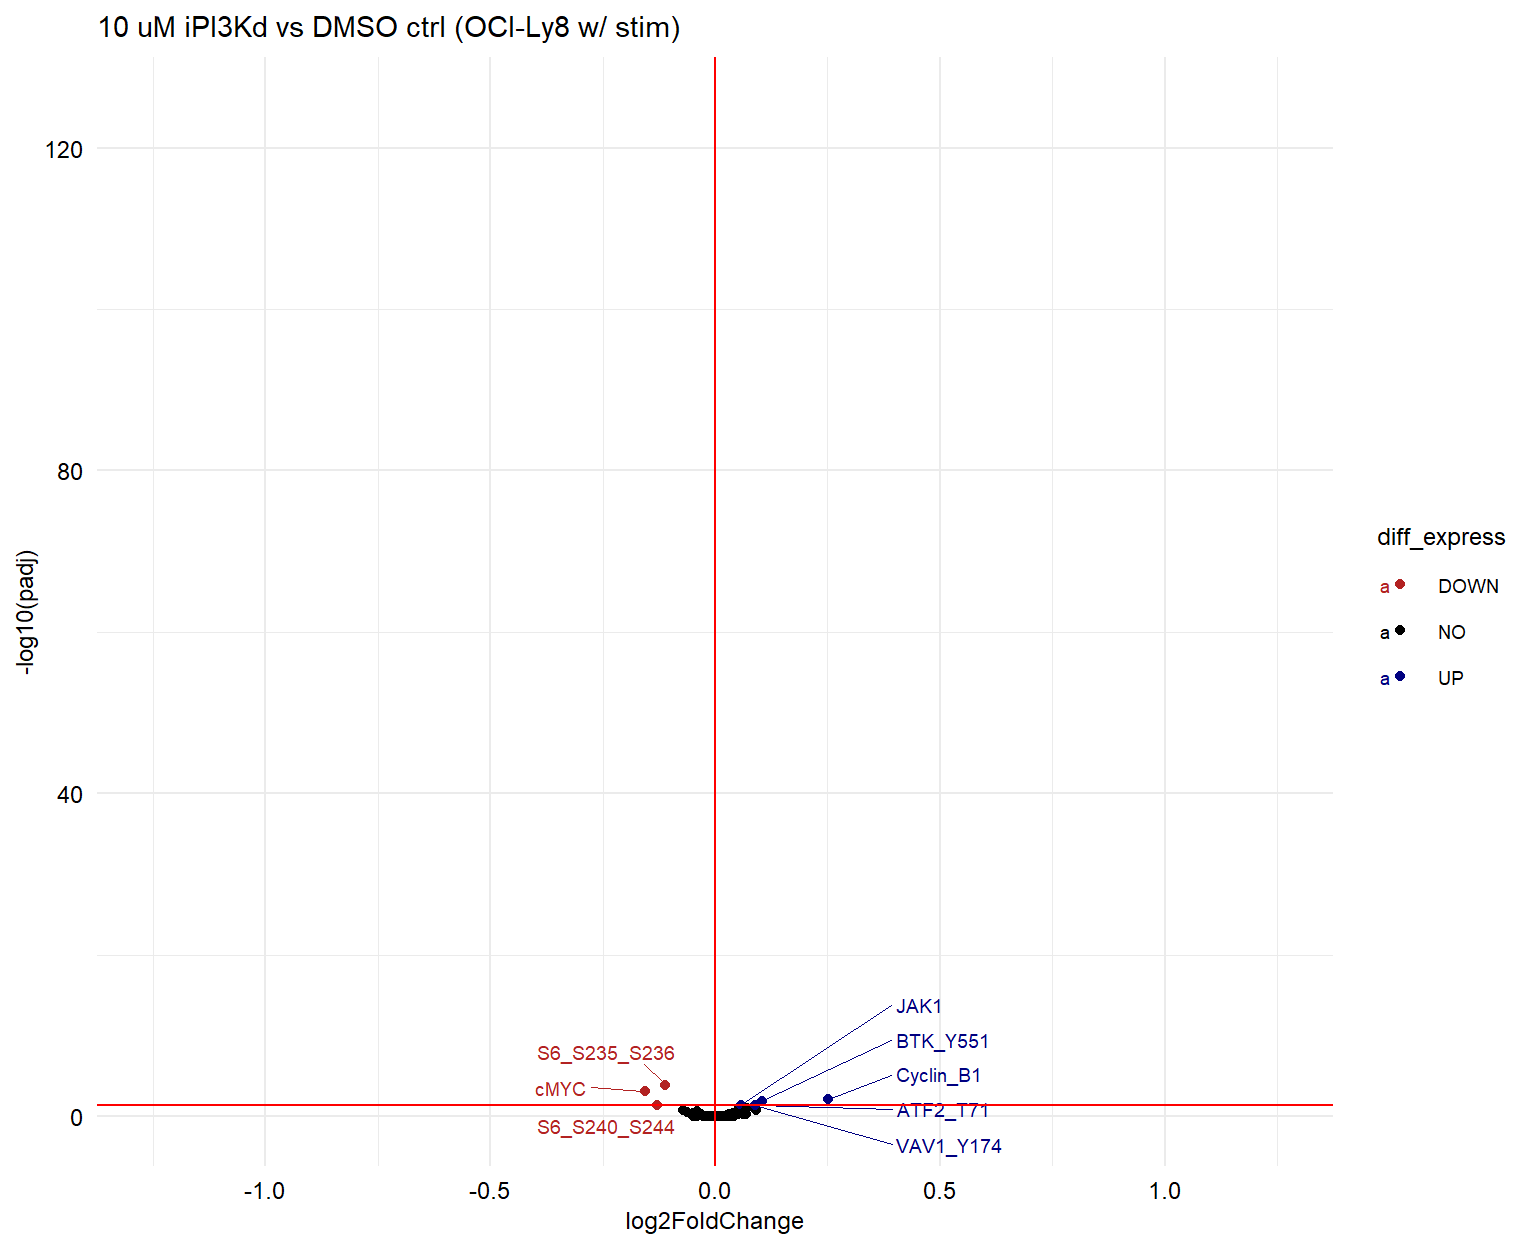 10 uM iPI3Kd vs DMSO ctrl (OCI-Ly8 w/ stim)
120
80
40
0
-log10(padj)
JAK1
BTK_Y551
Cyclin_B1
ATF2_T71
VAV1_Y174
S6_S235_S236
cMYC
S6_S240_S244
-1.0
-0.5
0.0
0.5
1.0
log2FoldChange
diff_express
a DOWN
a NO
a UP